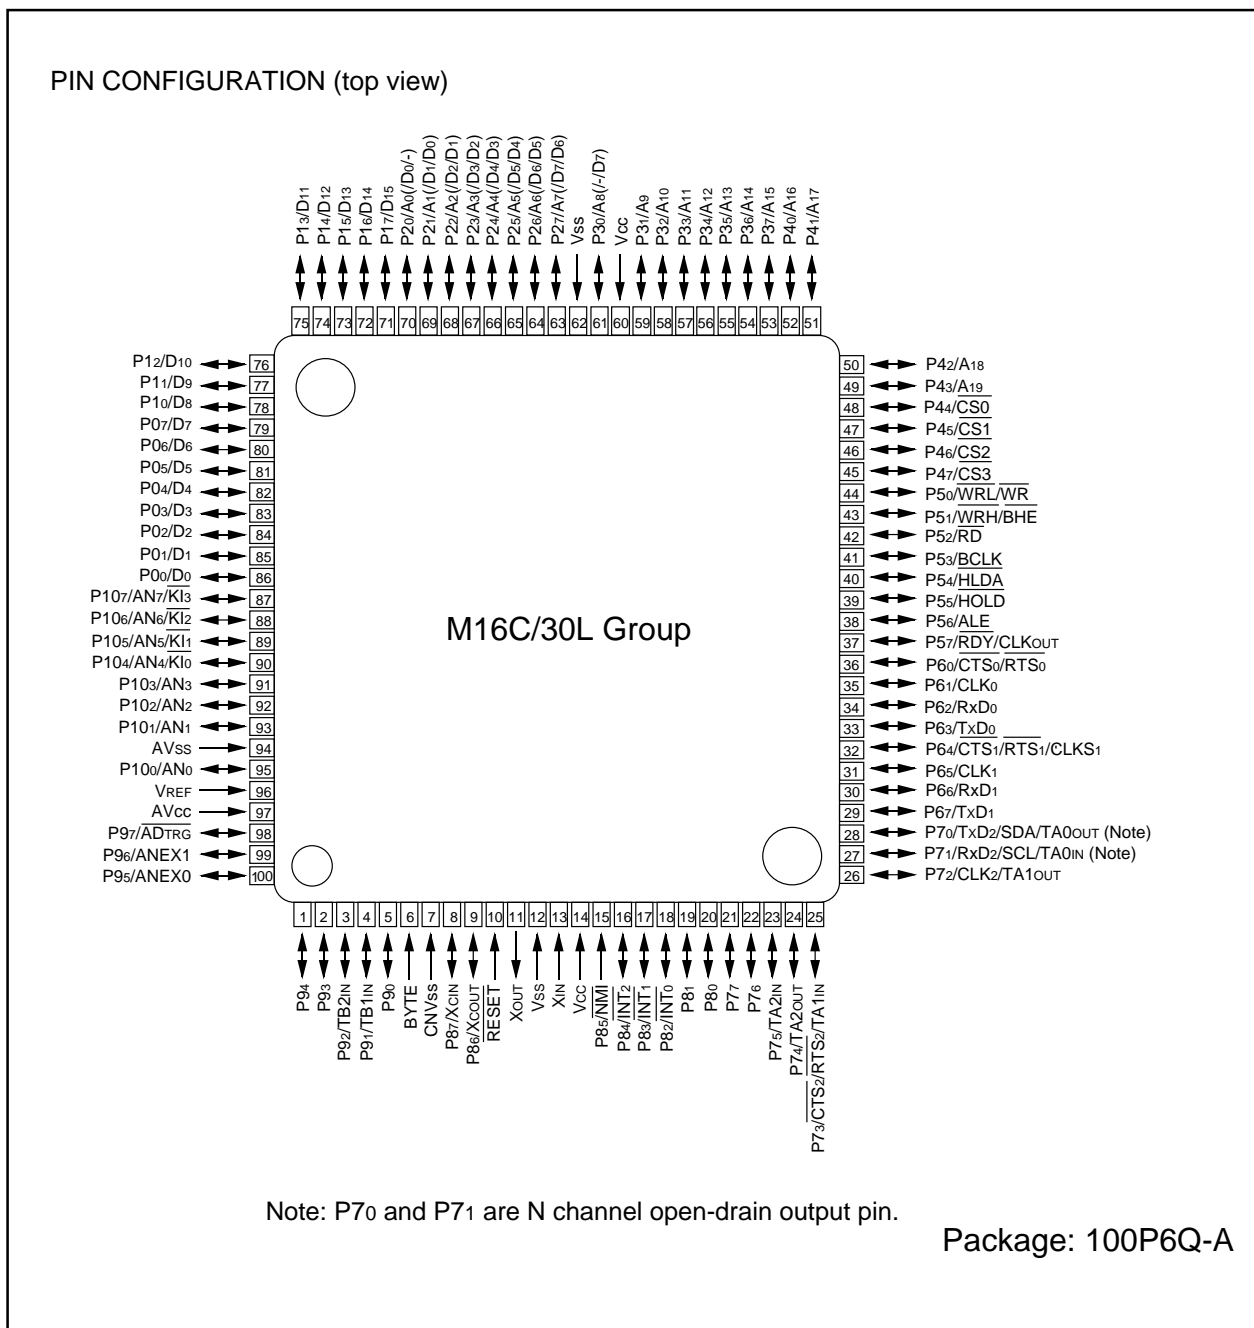 PIN CONFIGURATION (top view)
P13/D11
P14/D12
P15/D13
P16/D14
P17/D15
P20/A0(/D0/-)
P21/A1(/D1/D0)
P22/A2(/D2/D1)
P23/A3(/D3/D2)
P24/A4(/D4/D3)
P25/A5(/D5/D4)
P26/A6(/D6/D5)
P27/A7(/D7/D6)
Vss
P30/A8(/-/D7)
Vcc
P31/A9
P32/A10
P33/A11
P34/A12
P35/A13
P36/A14
P37/A15
P40/A16
P41/A17
75 74 73 72 71 70 69 68 67 66 65 64 63 62 61 60 59 58 57 56 55 54 53 52 51
P12/D10 76
P11/D9 77
P10/D8 78
P07/D7 79
P06/D6 80
P05/D5 81
P04/D4 82
P03/D3 83
P02/D2 84
P01/D1 85
P00/D0 86
P107/AN7/KI3 87
P106/AN6/KI2 88
P105/AN5/KI1 89
P104/AN4/KI0 90
P103/AN3 91
P102/AN2 92
P101/AN1 93
AVss 94
P100/AN0 95
VREF 96
AVcc 97
P97/ADTRG 98
P96/ANEX1 99
P95/ANEX0 100
M16C/30L Group
50 P42/A18
49 P43/A19
48 P44/CS0
47 P45/CS1
46 P46/CS2
45 P47/CS3
44 P50/WRL/WR
43 P51/WRH/BHE
42 P52/RD
41 P53/BCLK
40 P54/HLDA
39 P55/HOLD
38 P56/ALE
37 P57/RDY/CLKOUT
36 P60/CTS0/RTS0
35 P61/CLK0
34 P62/RxD0
33 P63/TxD0
32 P64/CTS1/RTS1/CLKS1
31 P65/CLK1
30 P66/RxD1
29 P67/TxD1
28 P70/TxD2/SDA/TA0OUT (Note)
27 P71/RxD2/SCL/TA0IN (Note)
26 P72/CLK2/TA1OUT
1 2 3 4 5 6 7 8 9 10 11 12 13 14 15 16 17 18 19 20 21 22 23 24 25
P94
P93
P92/TB2IN
P91/TB1IN
P90
BYTE
CNVss
P87/XCIN
P86/XCOUT
RESET
XOUT
Vss
XIN
Vcc
P85/NMI
P84/INT2
P83/INT1
P82/INT0
P81
P80
P77
P76
P75/TA2IN
P74/TA2OUT
P73/CTS2/RTS2/TA1IN
Note: P70 and P71 are N channel open-drain output pin.
Package: 100P6Q-A